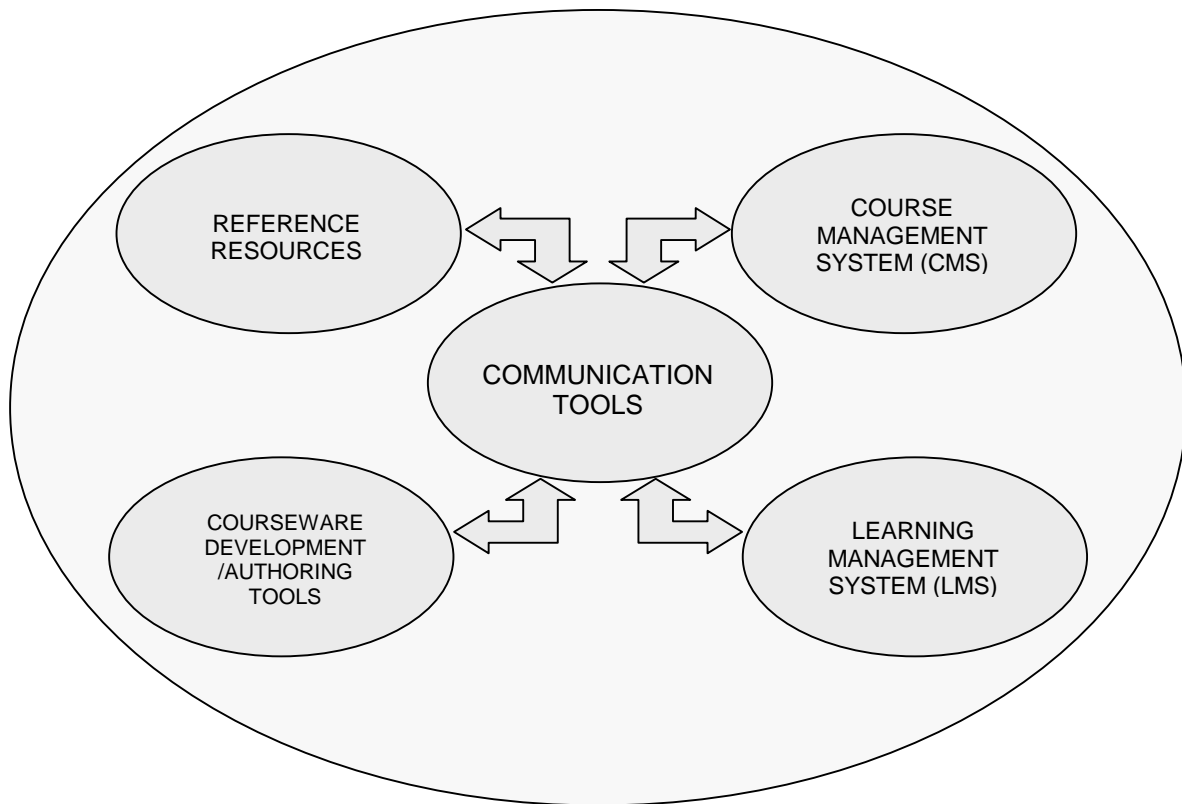 REFERENCE
RESOURCES
COURSE
MANAGEMENT
SYSTEM (CMS)
COMMUNICATION
TOOLS
COURSEWARE
DEVELOPMENT
/AUTHORING
TOOLS
LEARNING
MANAGEMENT
SYSTEM (LMS)